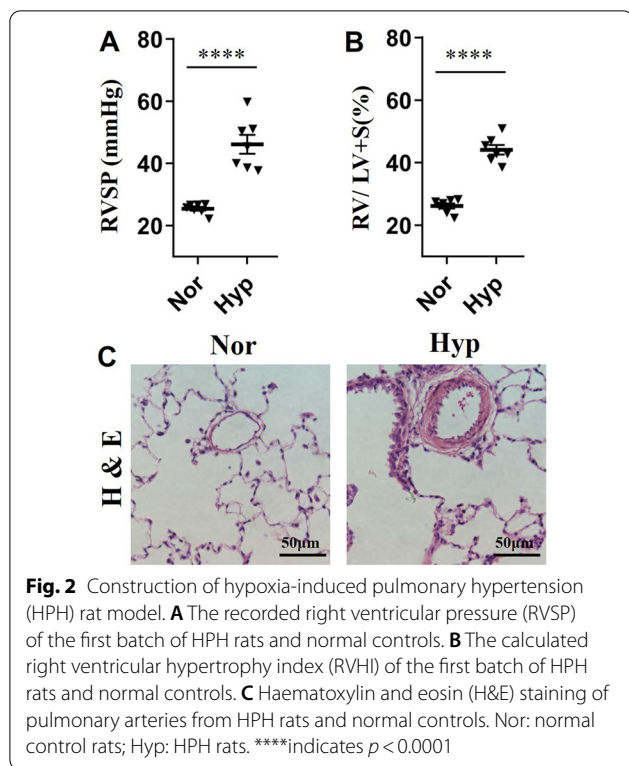 A
80
60
40
20
RVSP (mmHg)
****
Nor
Hyp
B
80
60
40
20
RV/ LV+S(%)
****
Nor
Hyp
C
Nor
Hyp
H & E
50μm
50μm
Fig. 2 Construction of hypoxia-induced pulmonary hypertension
(HPH) rat model. A The recorded right ventricular pressure (RVSP)
of the first batch of HPH rats and normal controls. B The calculated
right ventricular hypertrophy index (RVHI) of the first batch of HPH
rats and normal controls. C Haematoxylin and eosin (H&E) staining of
pulmonary arteries from HPH rats and normal controls. Nor: normal
control rats; Hyp: HPH rats. ****indicates p < 0.0001